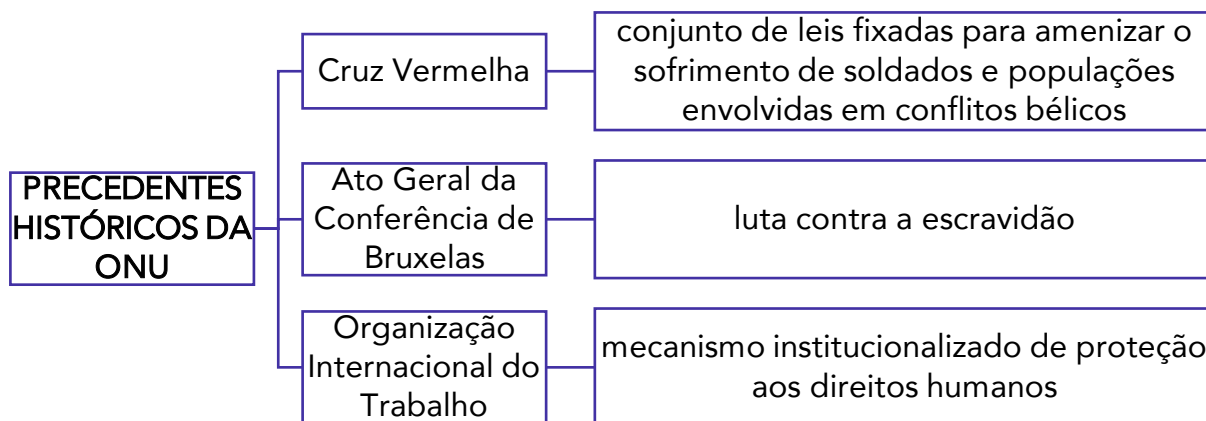 PRECEDENTES
HISTÓRICOS DA
ONU
Cruz Vermelha
conjunto de leis fixadas para amenizar o
sofrimento de soldados e populações
envolvidas em conflitos bélicos
Ato Geral da
Conferência de
Bruxelas
luta contra a escravidão
Organização
Internacional do
Trabalho
mecanismo institucionalizado de proteção
aos direitos humanos